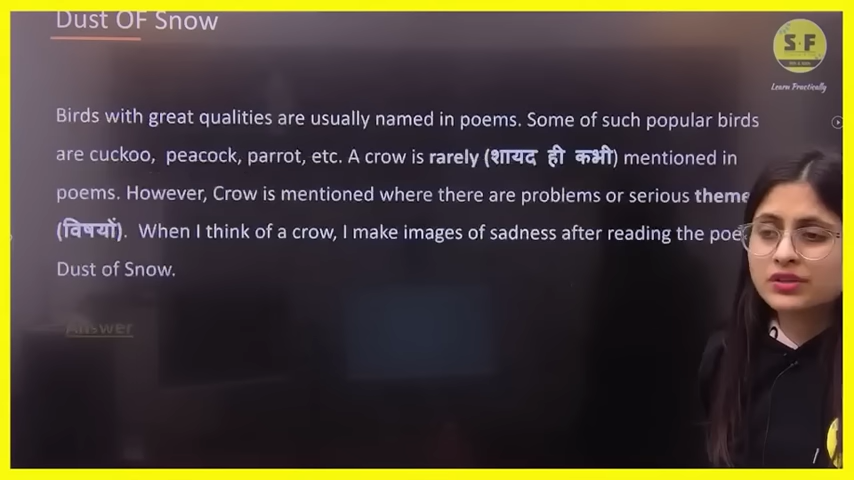 Dust OF Snow
S.F
Learn Practically
Birds with great qualities are usually named in poems. Some of such popular birds
are cuckoo, peacock, parrot, etc. A crow is rarely (शायद ही कभी) mentioned in
poems. However, Crow is mentioned where there are problems or serious theme
(विषयों). When I think of a crow, I make images of sadness after reading the poe
Dust of Snow.
Answer